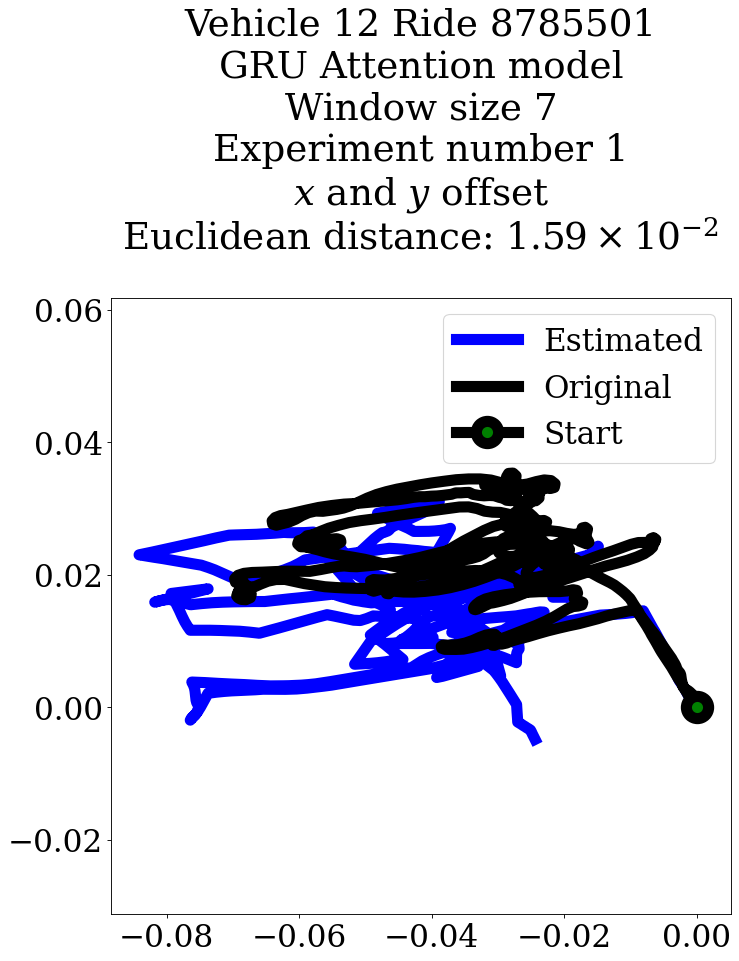 Vehicle 12 Ride 8785501
GRU Attention model
Window size 7
Experiment number 1
x and y offset
Euclidean distance: 1.59 × 10⁻²
0.06
0.04
0.02
0.00
−0.02
Estimated
Original
Start
−0.08
−0.06
−0.04
−0.02
0.00